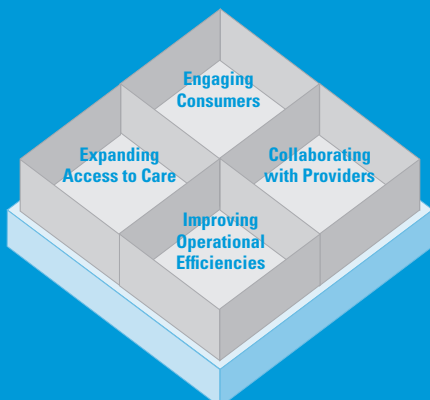 Engaging
Consumers
Expanding
Access to Care
Collaborating
with Providers
Improving
Operational
Efficiencies